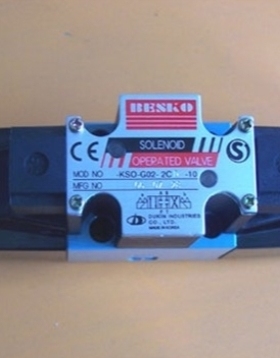 BESKO
CE
SOLENOID
OPERATED VALVE
S
MOD NO -KSO-G02- 2C -10
MFG.NO
DUKIN INDUSTRIES
CO., LTD.
MADE IN KOREA